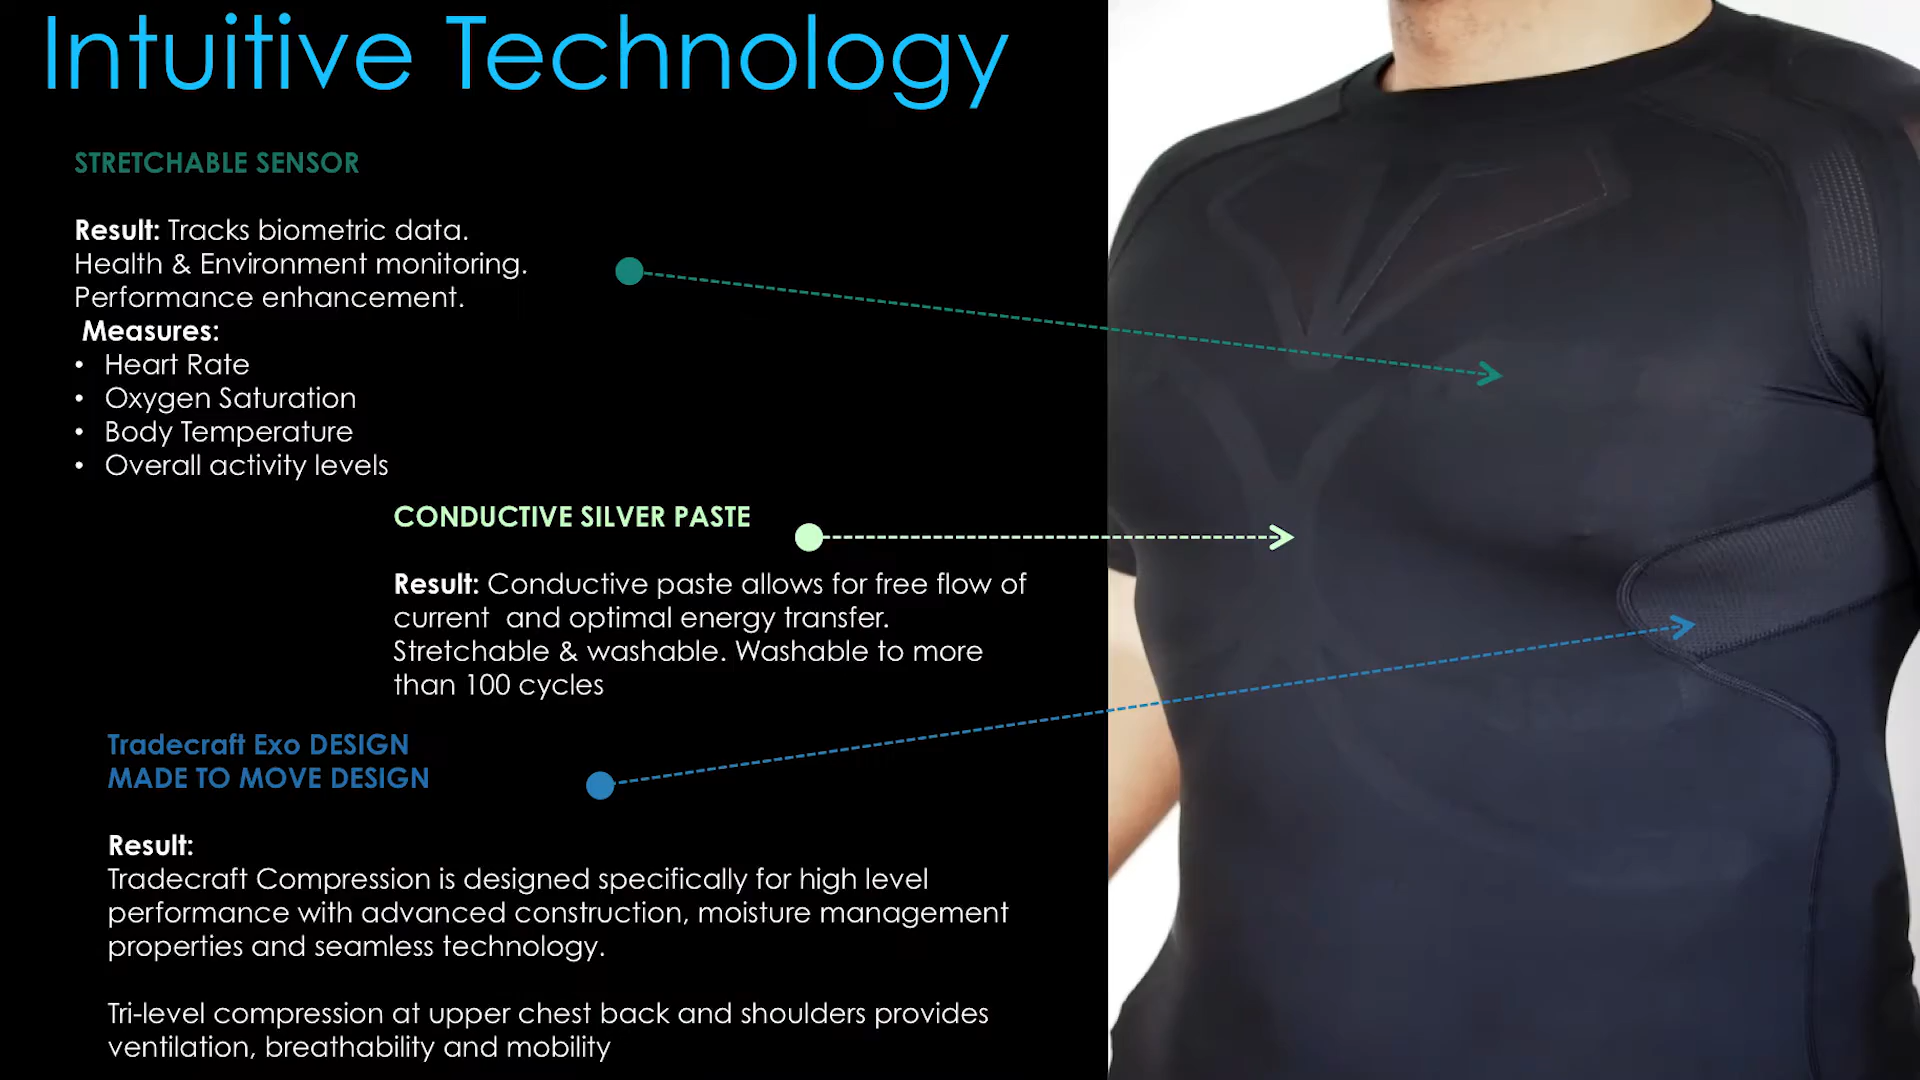 Intuitive Technology
STRETCHABLE SENSOR
Result: Tracks biometric data.
Health & Environment monitoring.
Performance enhancement.
Measures:
• Heart Rate
• Oxygen Saturation
• Body Temperature
• Overall activity levels
CONDUCTIVE SILVER PASTE
Result: Conductive paste allows for free flow of
current and optimal energy transfer.
Stretchable & washable. Washable to more
than 100 cycles
Tradecraft Exo DESIGN
MADE TO MOVE DESIGN
Result:
Tradecraft Compression is designed specifically for high level
performance with advanced construction, moisture management
properties and seamless technology.
Tri-level compression at upper chest back and shoulders provides
ventilation, breathability and mobility